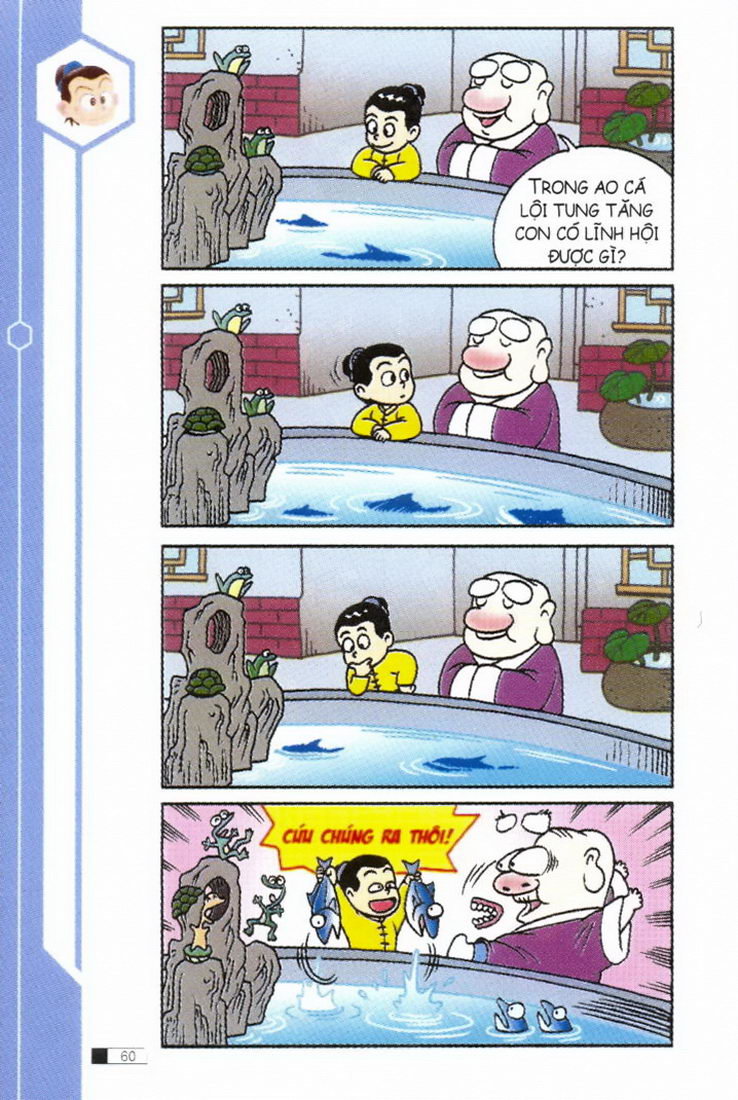 TRONG AO CÁ
LỘI TUNG TĂNG
CON CÓ LĨNH HỘI
ĐƯỢC GÌ?
CỨU CHÚNG RA THÔI!
60